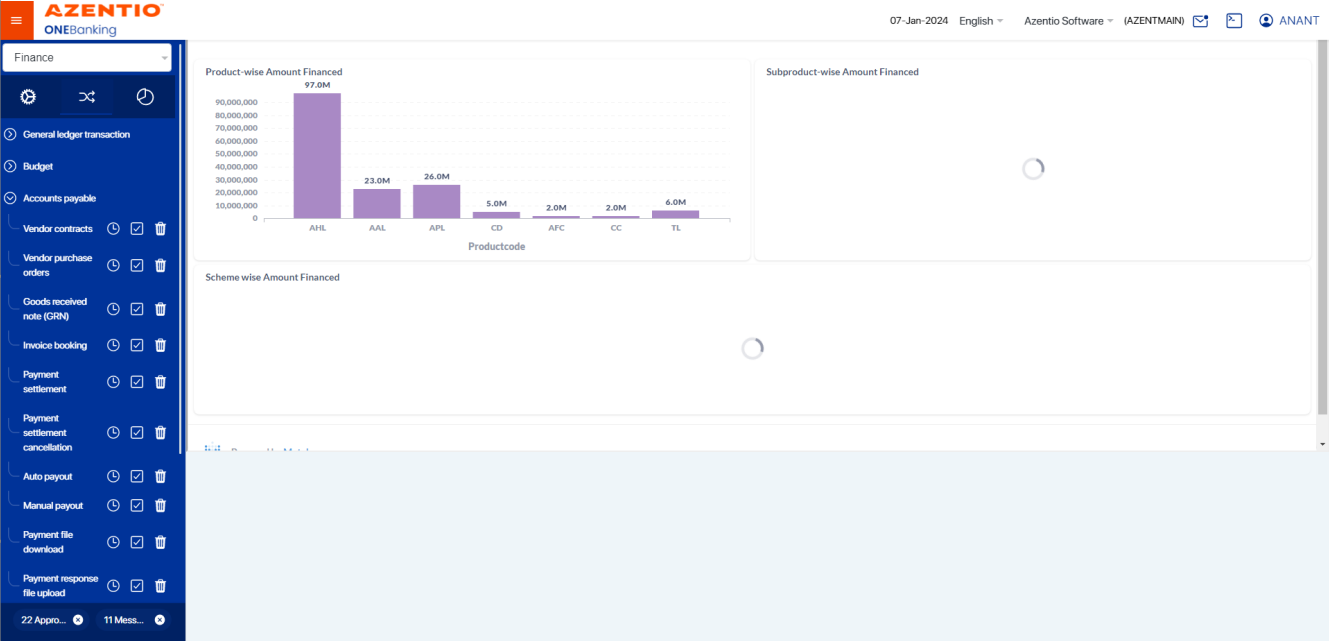 AZENTIO
ONEBanking
07-Jan-2024 English Azentio Software (AZENTMAIN) ANANT
Finance
General ledger transaction
Budget
Accounts payable
Vendor contracts
Vendor purchase
orders
Goods received
note (GRN)
Invoice booking
Payment
settlement
Payment
settlement
cancellation
Auto payout
Manual payout
Payment file
download
Payment response
file upload
22 Appro...
11 Mess...
Product-wise Amount Financed
97.0M
90,000,000
80,000,000
70,000,000
60,000,000
50,000,000
40,000,000
30,000,000
20,000,000
10,000,000
0
23.0M
26.0M
5.0M
2.0M
2.0M
6.0M
AHL AAL APL CD AFC CC TL
Productcode
Subproduct-wise Amount Financed
Scheme wise Amount Financed